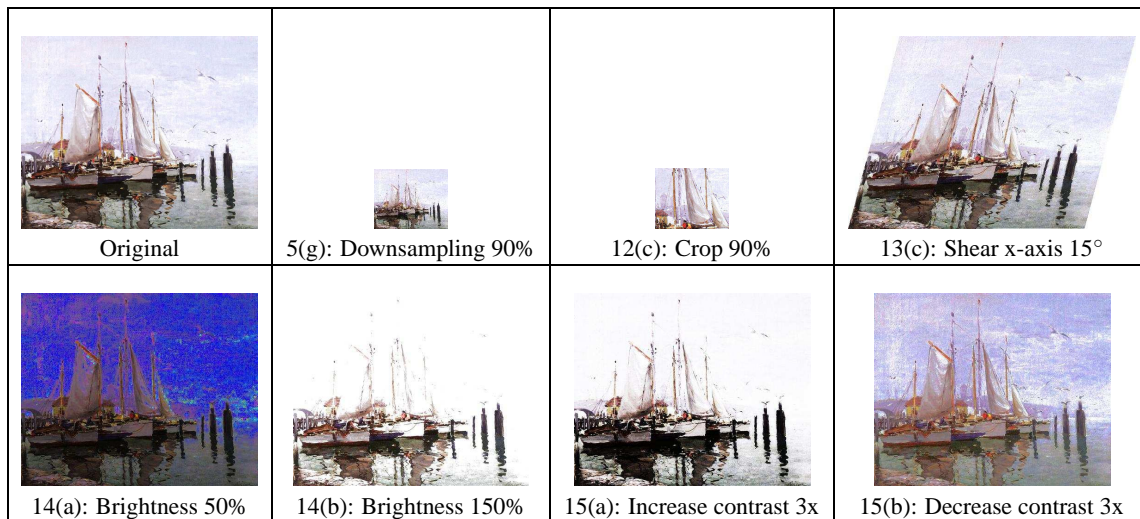 Original
5(g): Downsampling 90%
12(c): Crop 90%
13(c): Shear x-axis 15°
14(a): Brightness 50%
14(b): Brightness 150%
15(a): Increase contrast 3x
15(b): Decrease contrast 3x